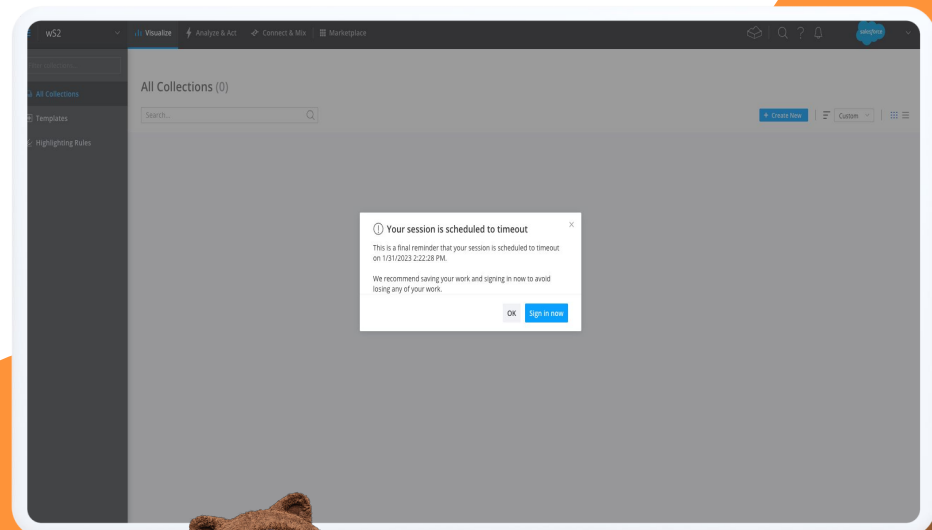 wS2
Visualize
Analyze & Act
Connect & Mix
Marketplace
salesforce
All Collections
Templates
Highlighting Rules
All Collections (0)
Search...
+ Create New
Custom
Your session is scheduled to timeout
This is a final reminder that your session is scheduled to timeout
on 1/31/2023 2:22:28 PM.
We recommend saving your work and signing in now to avoid
losing any of your work.
OK
Sign in now